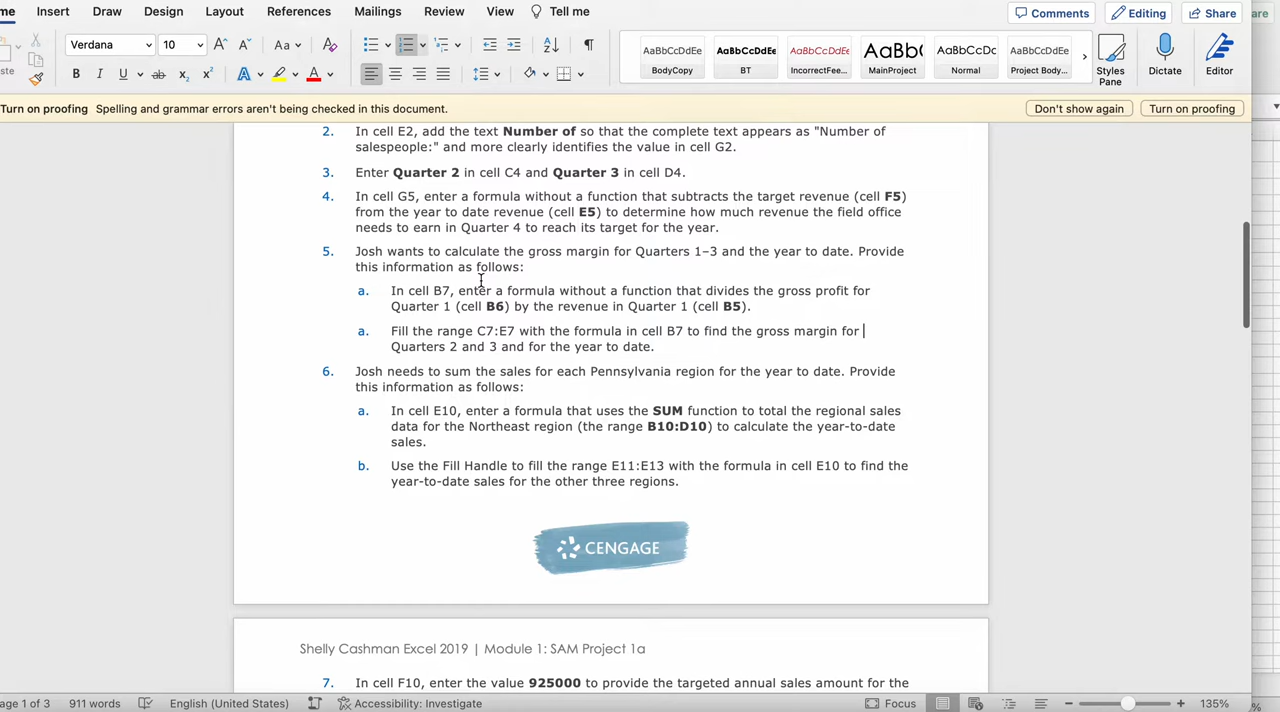 me Insert Draw Design Layout References Mailings Review View Tell me Comments Editing Share are
Verdana 10 A A Aa A AaBbCcDdEe AaBbCcDdEe AaBbCcDdEe AaBb( AaBbCcDc AaBbCcDdEe
ste B I U ab x2 x2 A A BodyCopy BT IncorrectFee... MainProject Normal Project Body... Styles Pane Dictate Editor
Turn on proofing Spelling and grammar errors aren't being checked in this document. Don't show again Turn on proofing
2. In cell E2, add the text Number of so that the complete text appears as "Number of
salespeople:" and more clearly identifies the value in cell G2.
3. Enter Quarter 2 in cell C4 and Quarter 3 in cell D4.
4. In cell G5, enter a formula without a function that subtracts the target revenue (cell F5)
from the year to date revenue (cell E5) to determine how much revenue the field office
needs to earn in Quarter 4 to reach its target for the year.
5. Josh wants to calculate the gross margin for Quarters 1–3 and the year to date. Provide
this information as follows:
a. In cell B7, enter a formula without a function that divides the gross profit for
Quarter 1 (cell B6) by the revenue in Quarter 1 (cell B5).
a. Fill the range C7:E7 with the formula in cell B7 to find the gross margin for
Quarters 2 and 3 and for the year to date.
6. Josh needs to sum the sales for each Pennsylvania region for the year to date. Provide
this information as follows:
a. In cell E10, enter a formula that uses the SUM function to total the regional sales
data for the Northeast region (the range B10:D10) to calculate the year-to-date
sales.
b. Use the Fill Handle to fill the range E11:E13 with the formula in cell E10 to find the
year-to-date sales for the other three regions.
CENGAGE
Shelly Cashman Excel 2019 | Module 1: SAM Project 1a
7. In cell F10, enter the value 925000 to provide the targeted annual sales amount for the
age 1 of 3 911 words English (United States) Accessibility: Investigate Focus 135% %